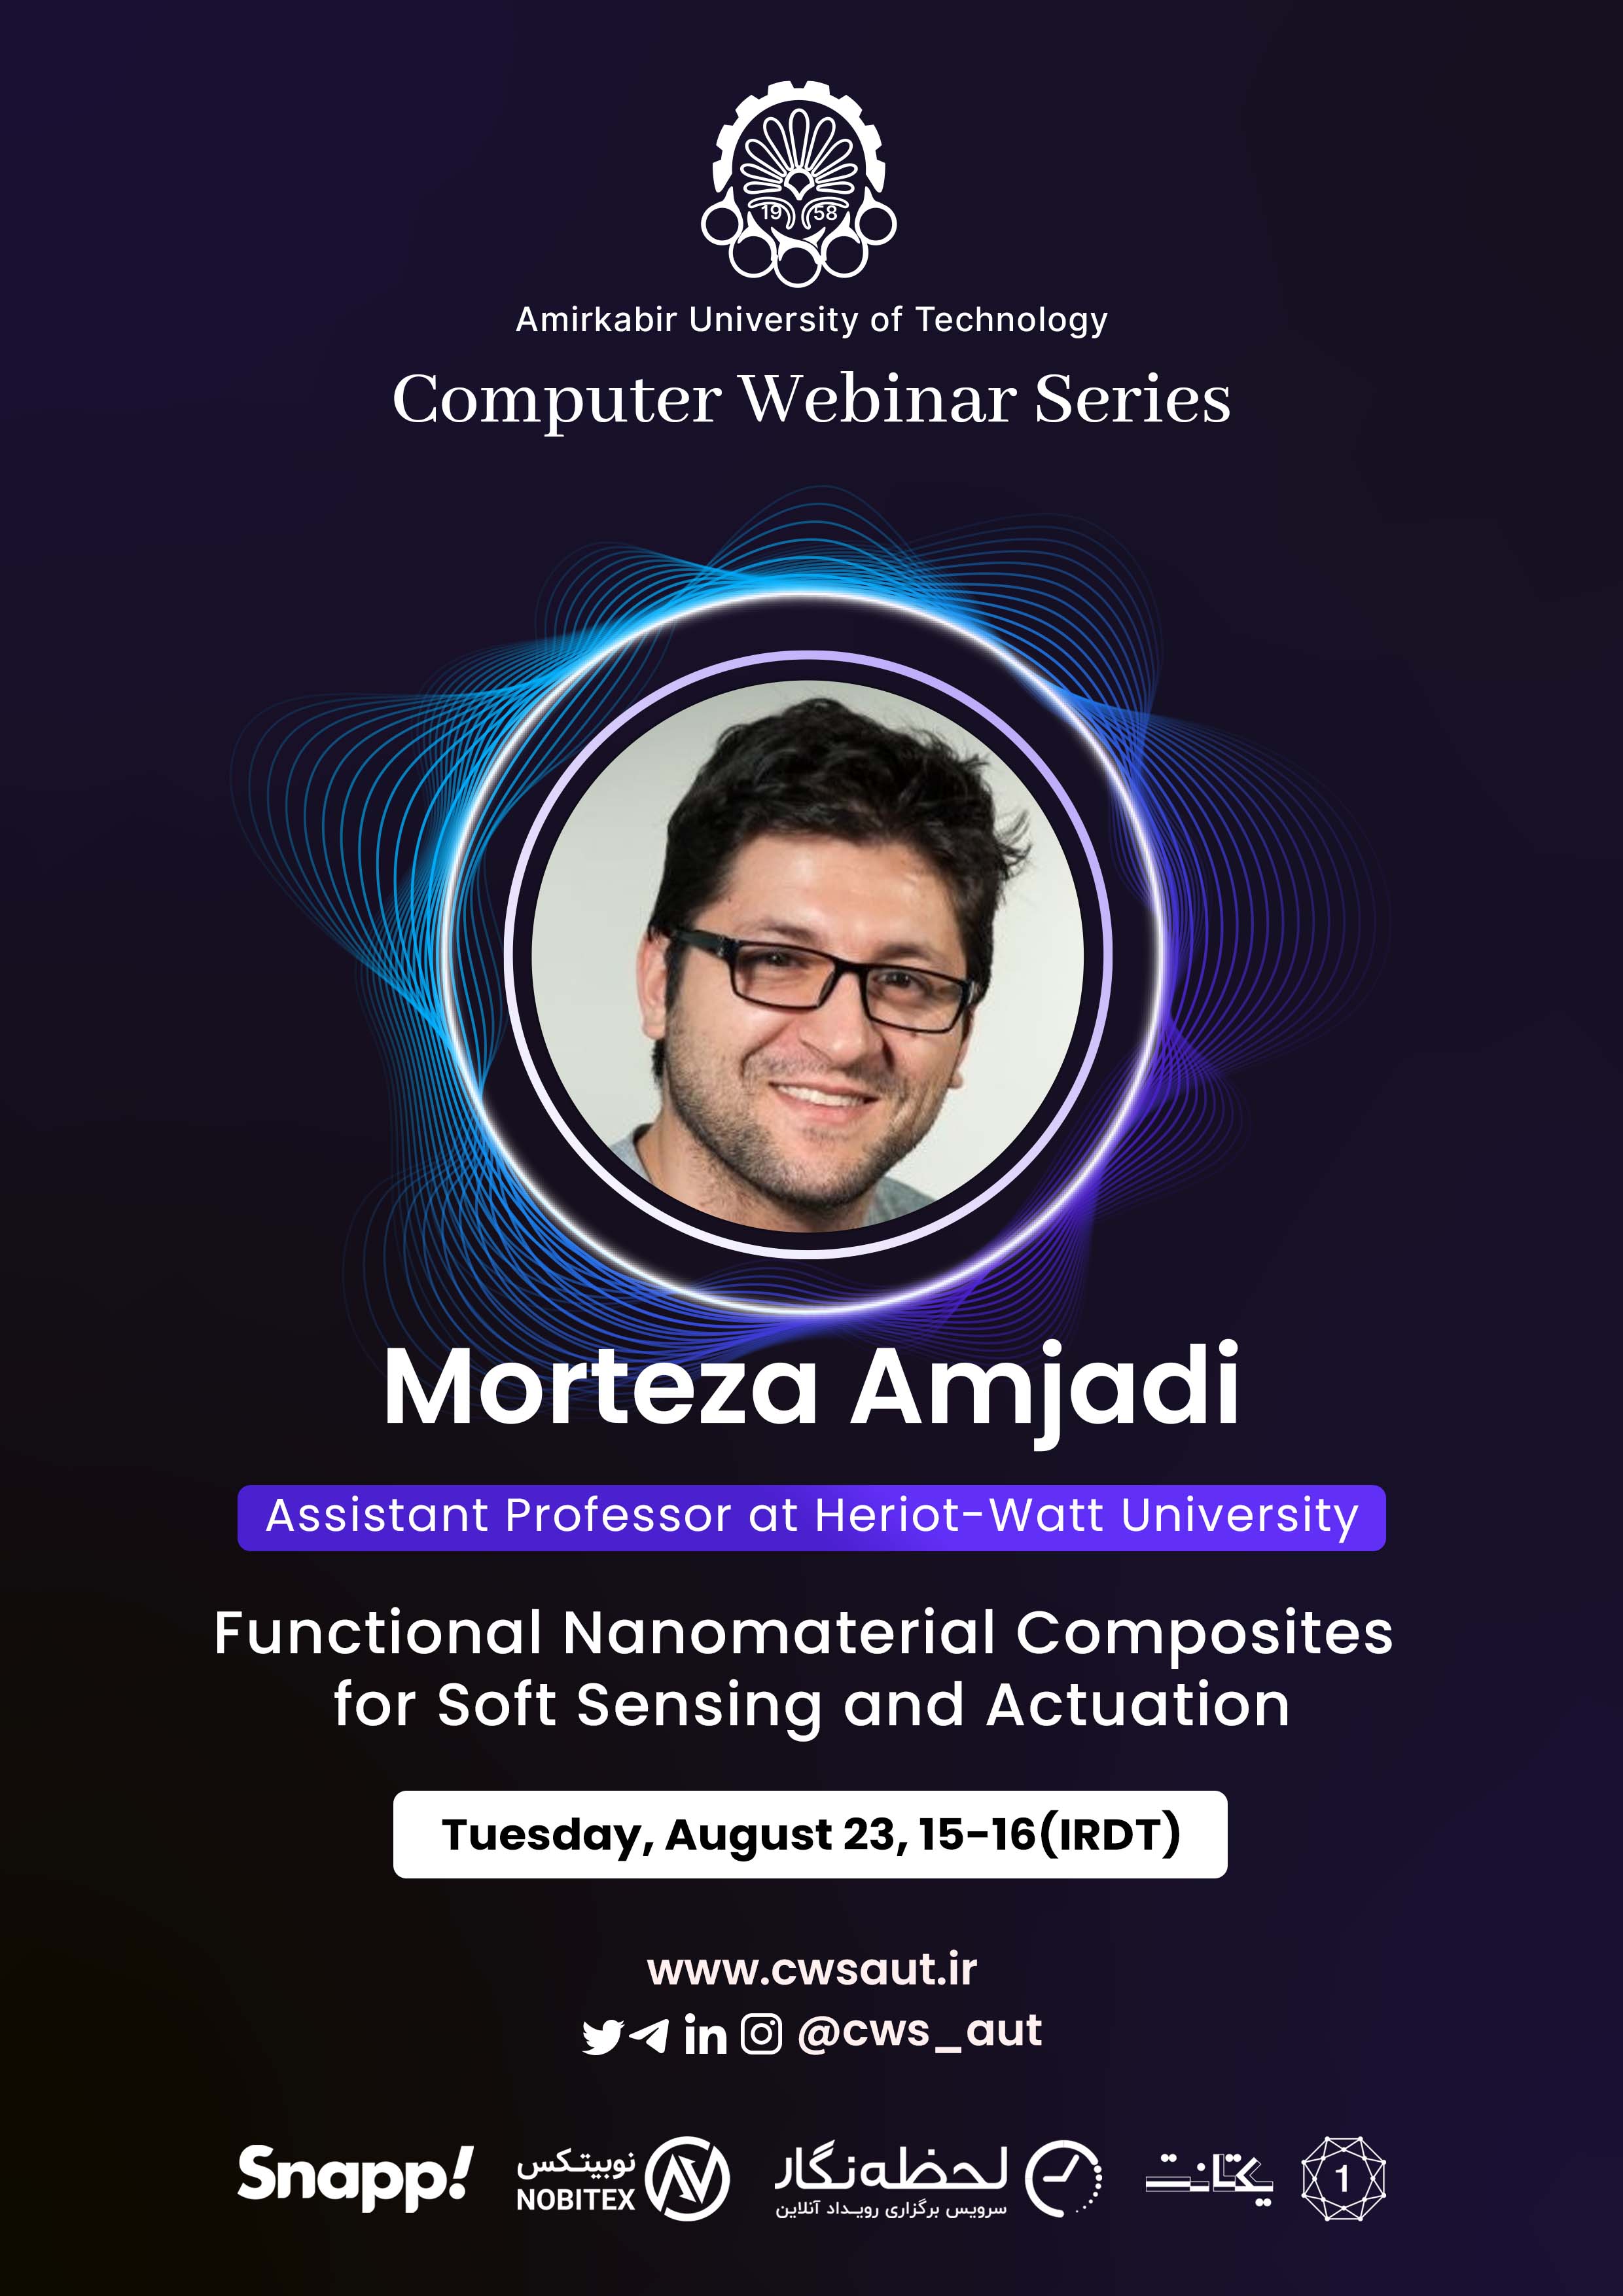 19 58
Amirkabir University of Technology
Computer Webinar Series
Morteza Amjadi
Assistant Professor at Heriot-Watt University
Functional Nanomaterial Composites
for Soft Sensing and Actuation
Tuesday, August 23, 15-16(IRDT)
www.cwsaut.ir
in @cws_aut
Snapp!
نوبیتکس
NOBITEX
لحظه‌نگار
سرویس برگزاری رویداد آنلاین
یکتانت
1